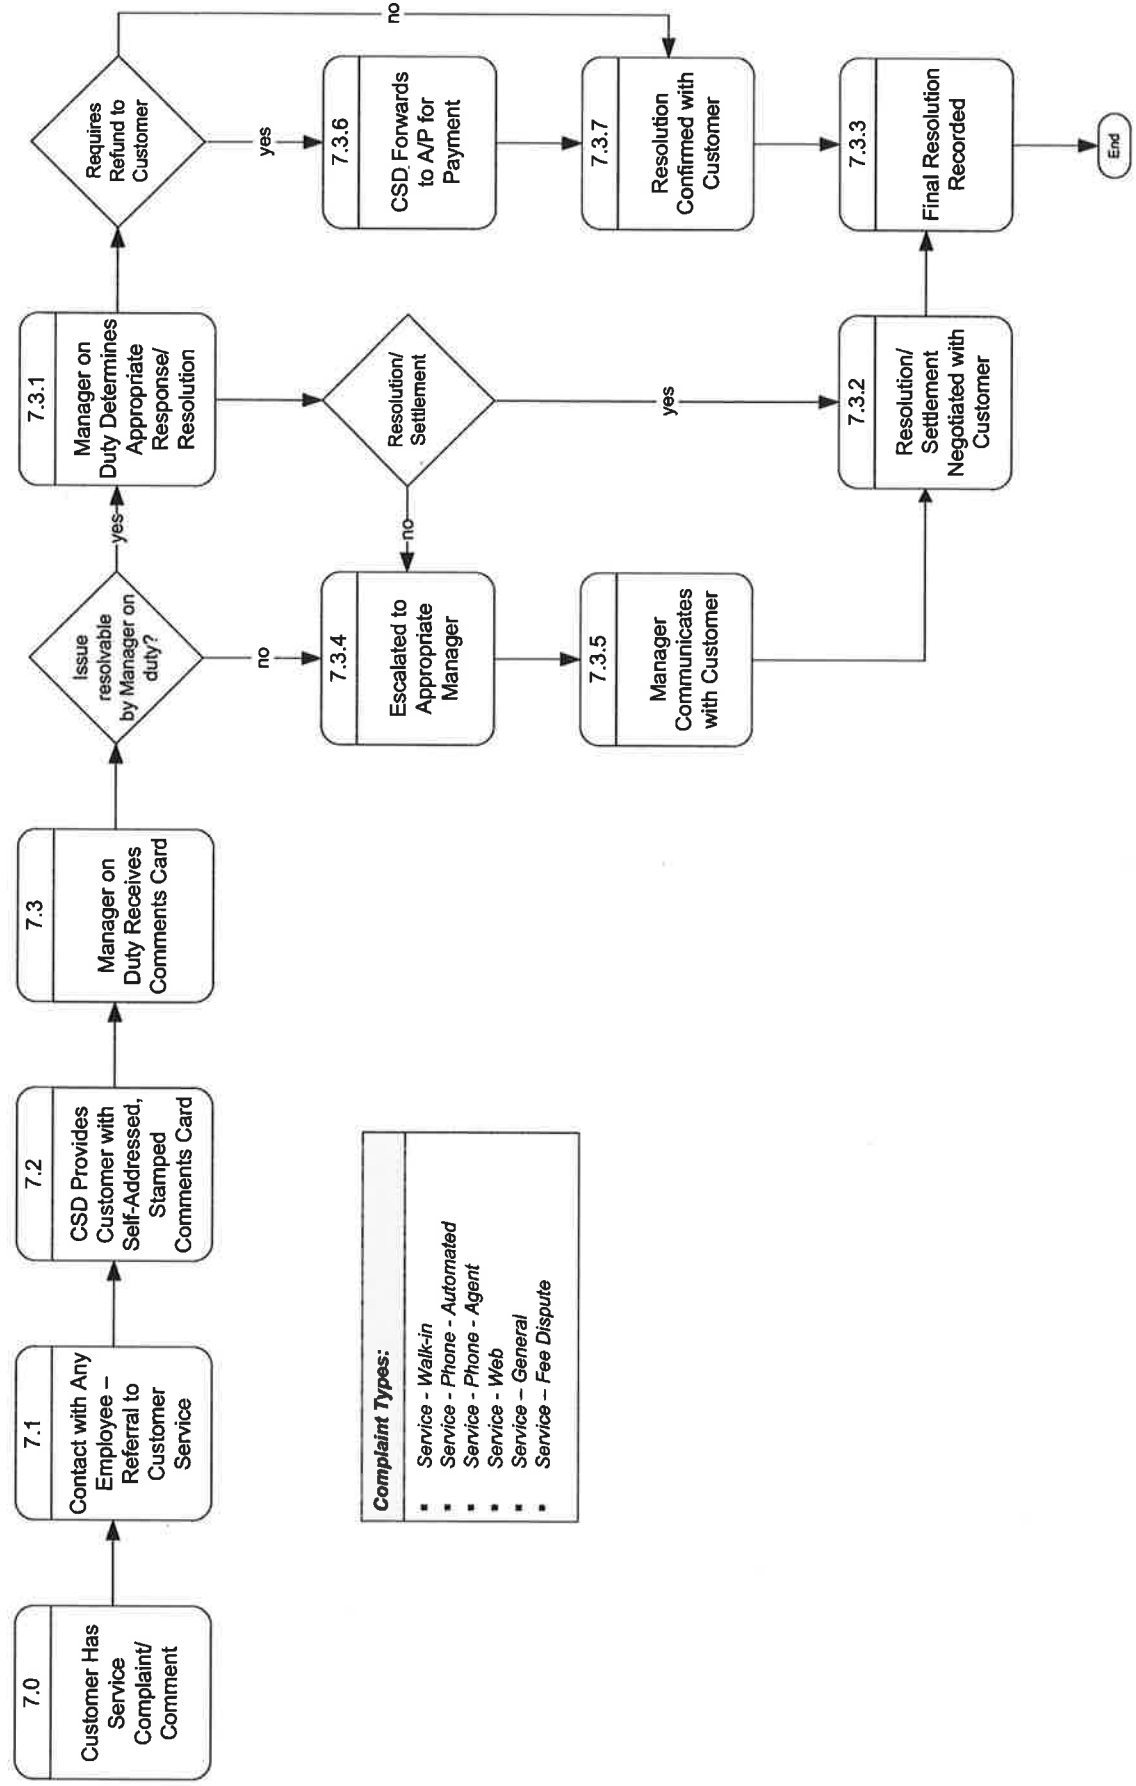 7.0
Customer Has
Service
Complaint/
Comment
7.1
Contact with Any
Employee –
Referral to
Customer
Service
7.2
CSD Provides
Customer with
Self-Addressed,
Stamped
Comments Card
7.3
Manager on
Duty Receives
Comments Card
Issue
resolvable
by Manager on
duty?
yes
no
7.3.1
Manager on
Duty Determines
Appropriate
Response/
Resolution
Requires
Refund to
Customer
no
yes
7.3.4
Escalated to
Appropriate
Manager
no
Resolution/
Settlement
yes
7.3.6
CSD Forwards
to A/P for
Payment
7.3.5
Manager
Communicates
with Customer
7.3.7
Resolution
Confirmed with
Customer
7.3.2
Resolution/
Settlement
Negotiated with
Customer
7.3.3
Final Resolution
Recorded
End
Complaint Types:
▪ Service - Walk-in
▪ Service - Phone - Automated
▪ Service - Phone - Agent
▪ Service - Web
▪ Service – General
▪ Service – Fee Dispute